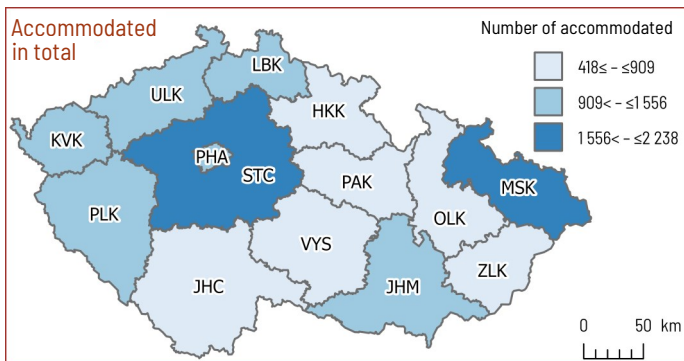 Accommodated
in total
Number of accommodated
418≤ – ≤909
909< – ≤1 556
1 556< – ≤2 238
LBK
ULK
HKK
KVK
PHA
STC
PAK
MSK
PLK
OLK
VYS
ZLK
JHC
JHM
0 50 km